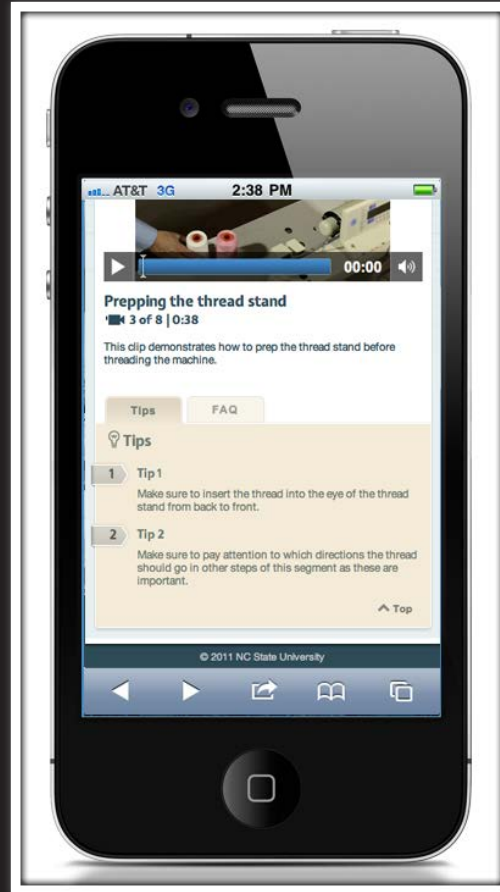 AT&T 3G 2:38 PM
00:00
Prepping the thread stand
3 of 8 | 0:38
This clip demonstrates how to prep the thread stand before
threading the machine.
Tips FAQ
Tips
1 Tip 1
Make sure to insert the thread into the eye of the thread
stand from back to front.
2 Tip 2
Make sure to pay attention to which directions the thread
should go in other steps of this segment as these are
important.
Top
© 2011 NC State University